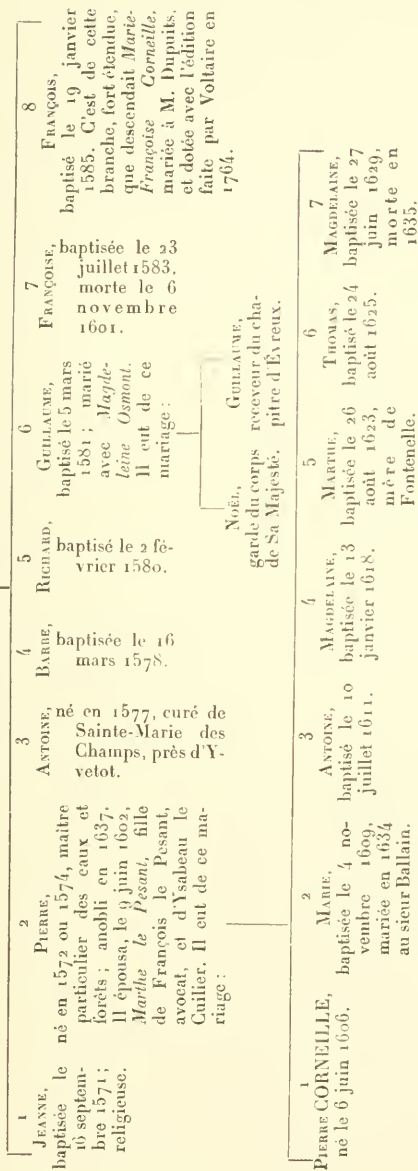 1
JEANNE,
baptisée le
16 septem-
bre 1571;
religieuse.
2
PIERRE,
né en 1572 ou 1574, maître
particulier des eaux et
forêts; anobli en 1637.
Il épousa, le 9 juin 1602,
Marthe le Pesant, fille
de François le Pesant,
avocat, et d'Ysabeau le
Cuilier. Il eut de ce ma-
riage:
3
ANTOINE, né en 1577, curé de
Sainte-Marie des
Champs, près d'Y-
vetot.
4
BARBE,
baptisée le 16
mars 1578.
5
RICHARD,
baptisé le 2 fé-
vrier 1580.
6
GUILLAUME,
baptisé le 5 mars
1581; marié
avec Magde-
leine Osmont.
Il eut de ce
mariage:
7
FRANÇOISE,
baptisée le 23
juillet 1583,
morte le 6
novembre
1601.
8
FRANÇOIS,
baptisé le 19 janvier
1585. C'est de cette
branche, fort étendue,
que descendait Marie-
Françoise Corneille,
mariée à M. Dupuits,
et dotée avec l'édition
faite par Voltaire en
1764.
NOËL,
garde du corps
de Sa Majesté.
GUILLAUME,
receveur du cha-
pitre d'Évreux.
1
PIERRE CORNEILLE,
né le 6 juin 1606.
2
MARIE,
baptisée le 4 no-
vembre 1609,
mariée en 1634
au sieur Ballain.
3
ANTOINE,
baptisé le 10
juillet 1611.
4
MAGDELAINE,
baptisée le 13
janvier 1618.
5
MARTHE,
baptisée le 26
août 1623,
mère de
Fontenelle.
6
THOMAS,
baptisé le 24
août 1625.
7
MAGDELAINE,
baptisée le 27
juin 1629,
morte en
1635.